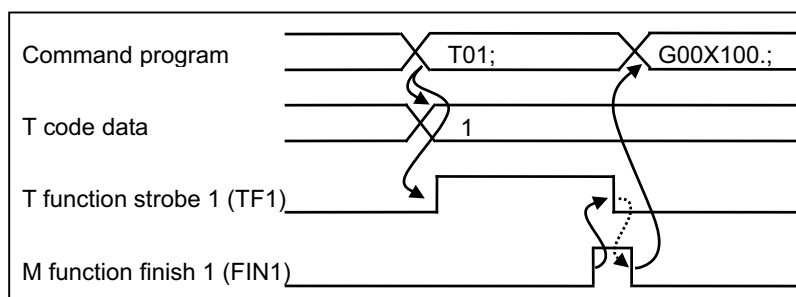 Command program T01; G00X100.;
T code data 1
T function strobe 1 (TF1)
M function finish 1 (FIN1)